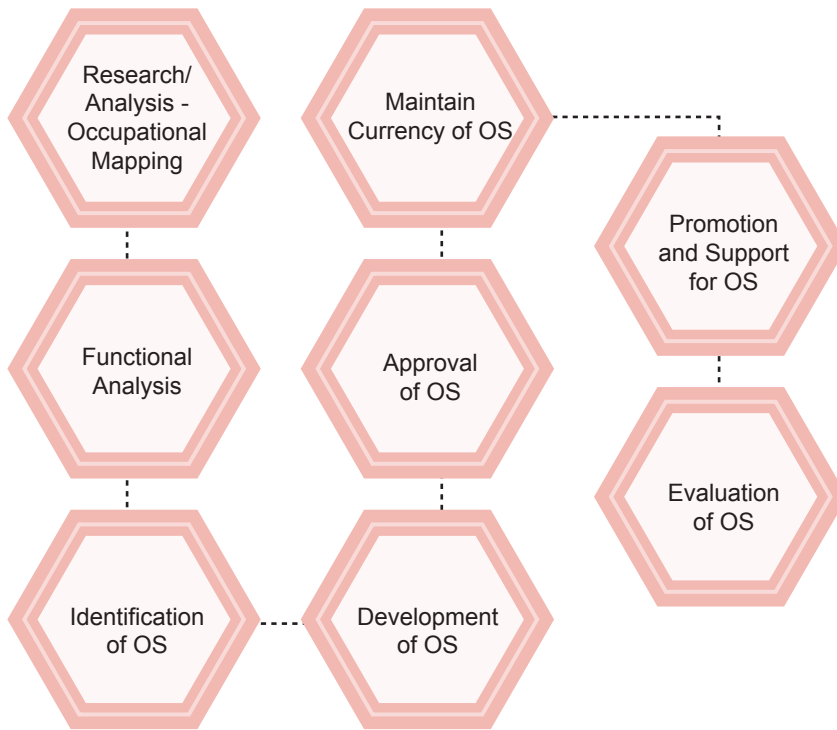 Research/
Analysis -
Occupational
Mapping
Functional
Analysis
Identification
of OS
Development
of OS
Approval
of OS
Maintain
Currency of OS
Promotion
and Support
for OS
Evaluation
of OS